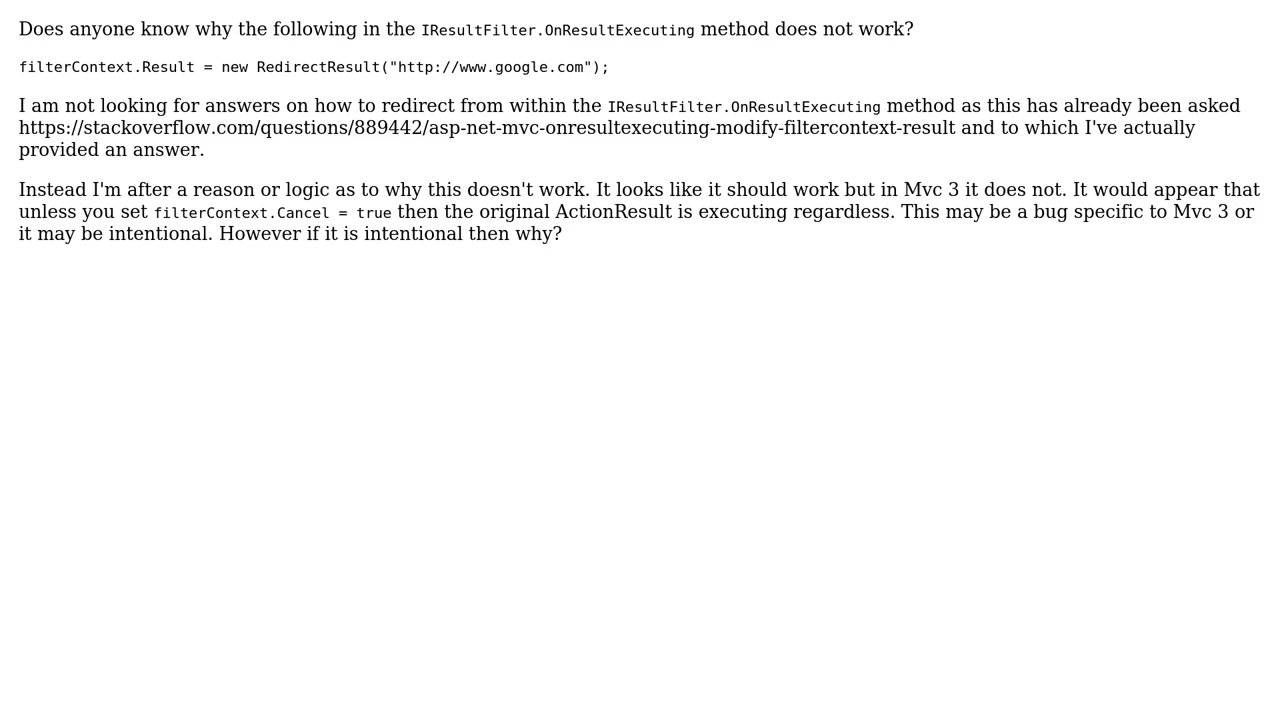 Does anyone know why the following in the IResultFilter.OnResultExecuting method does not work?
filterContext.Result = new RedirectResult("http://www.google.com");
I am not looking for answers on how to redirect from within the IResultFilter.OnResultExecuting method as this has already been asked
https://stackoverflow.com/questions/889442/asp-net-mvc-onresultexecuting-modify-filtercontext-result and to which I've actually
provided an answer.
Instead I'm after a reason or logic as to why this doesn't work. It looks like it should work but in Mvc 3 it does not. It would appear that
unless you set filterContext.Cancel = true then the original ActionResult is executing regardless. This may be a bug specific to Mvc 3 or
it may be intentional. However if it is intentional then why?